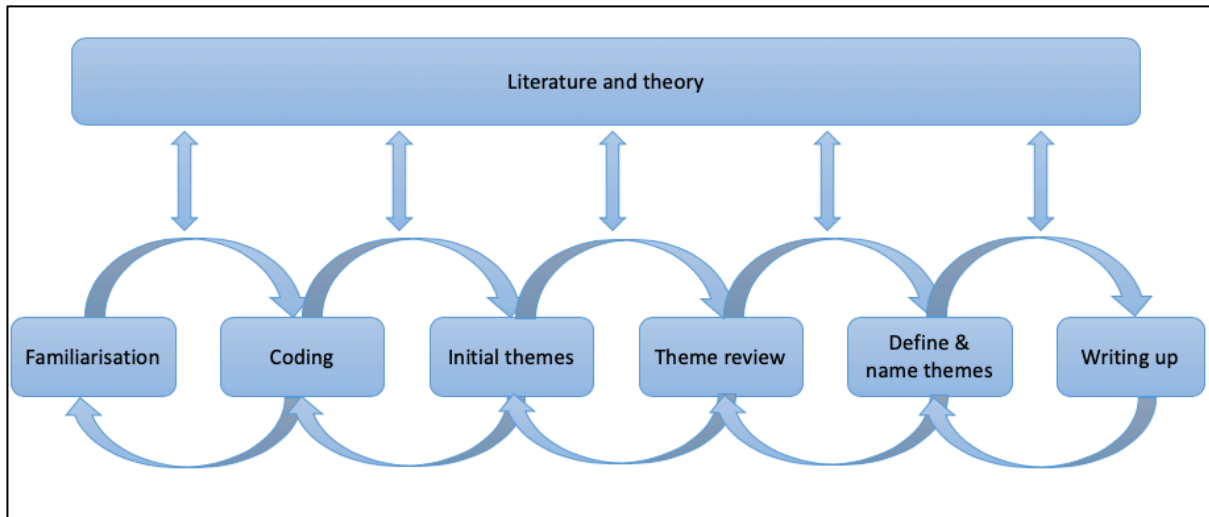 Literature and theory
Familiarisation
Coding
Initial themes
Theme review
Define &
name themes
Writing up